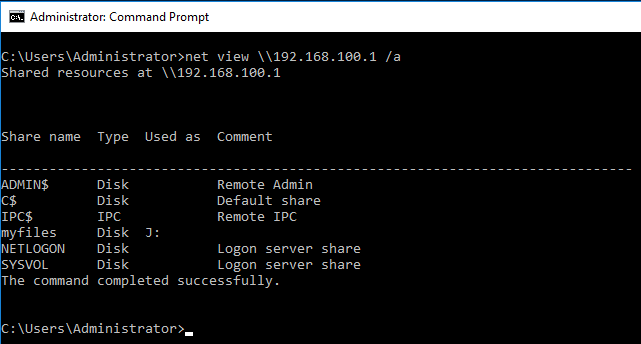 Administrator: Command Prompt
C:\Users\Administrator>net view \\192.168.100.1 /a
Shared resources at \\192.168.100.1
Share name  Type  Used as  Comment
-------------------------------------------------------------------------------
ADMIN$      Disk           Remote Admin
C$          Disk           Default share
IPC$        IPC            Remote IPC
myfiles     Disk  J:
NETLOGON    Disk           Logon server share
SYSVOL      Disk           Logon server share
The command completed successfully.
C:\Users\Administrator>